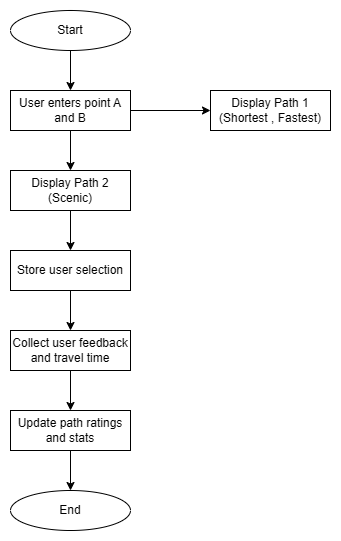 Start
User enters point A
and B
Display Path 1
(Shortest , Fastest)
Display Path 2
(Scenic)
Store user selection
Collect user feedback
and travel time
Update path ratings
and stats
End